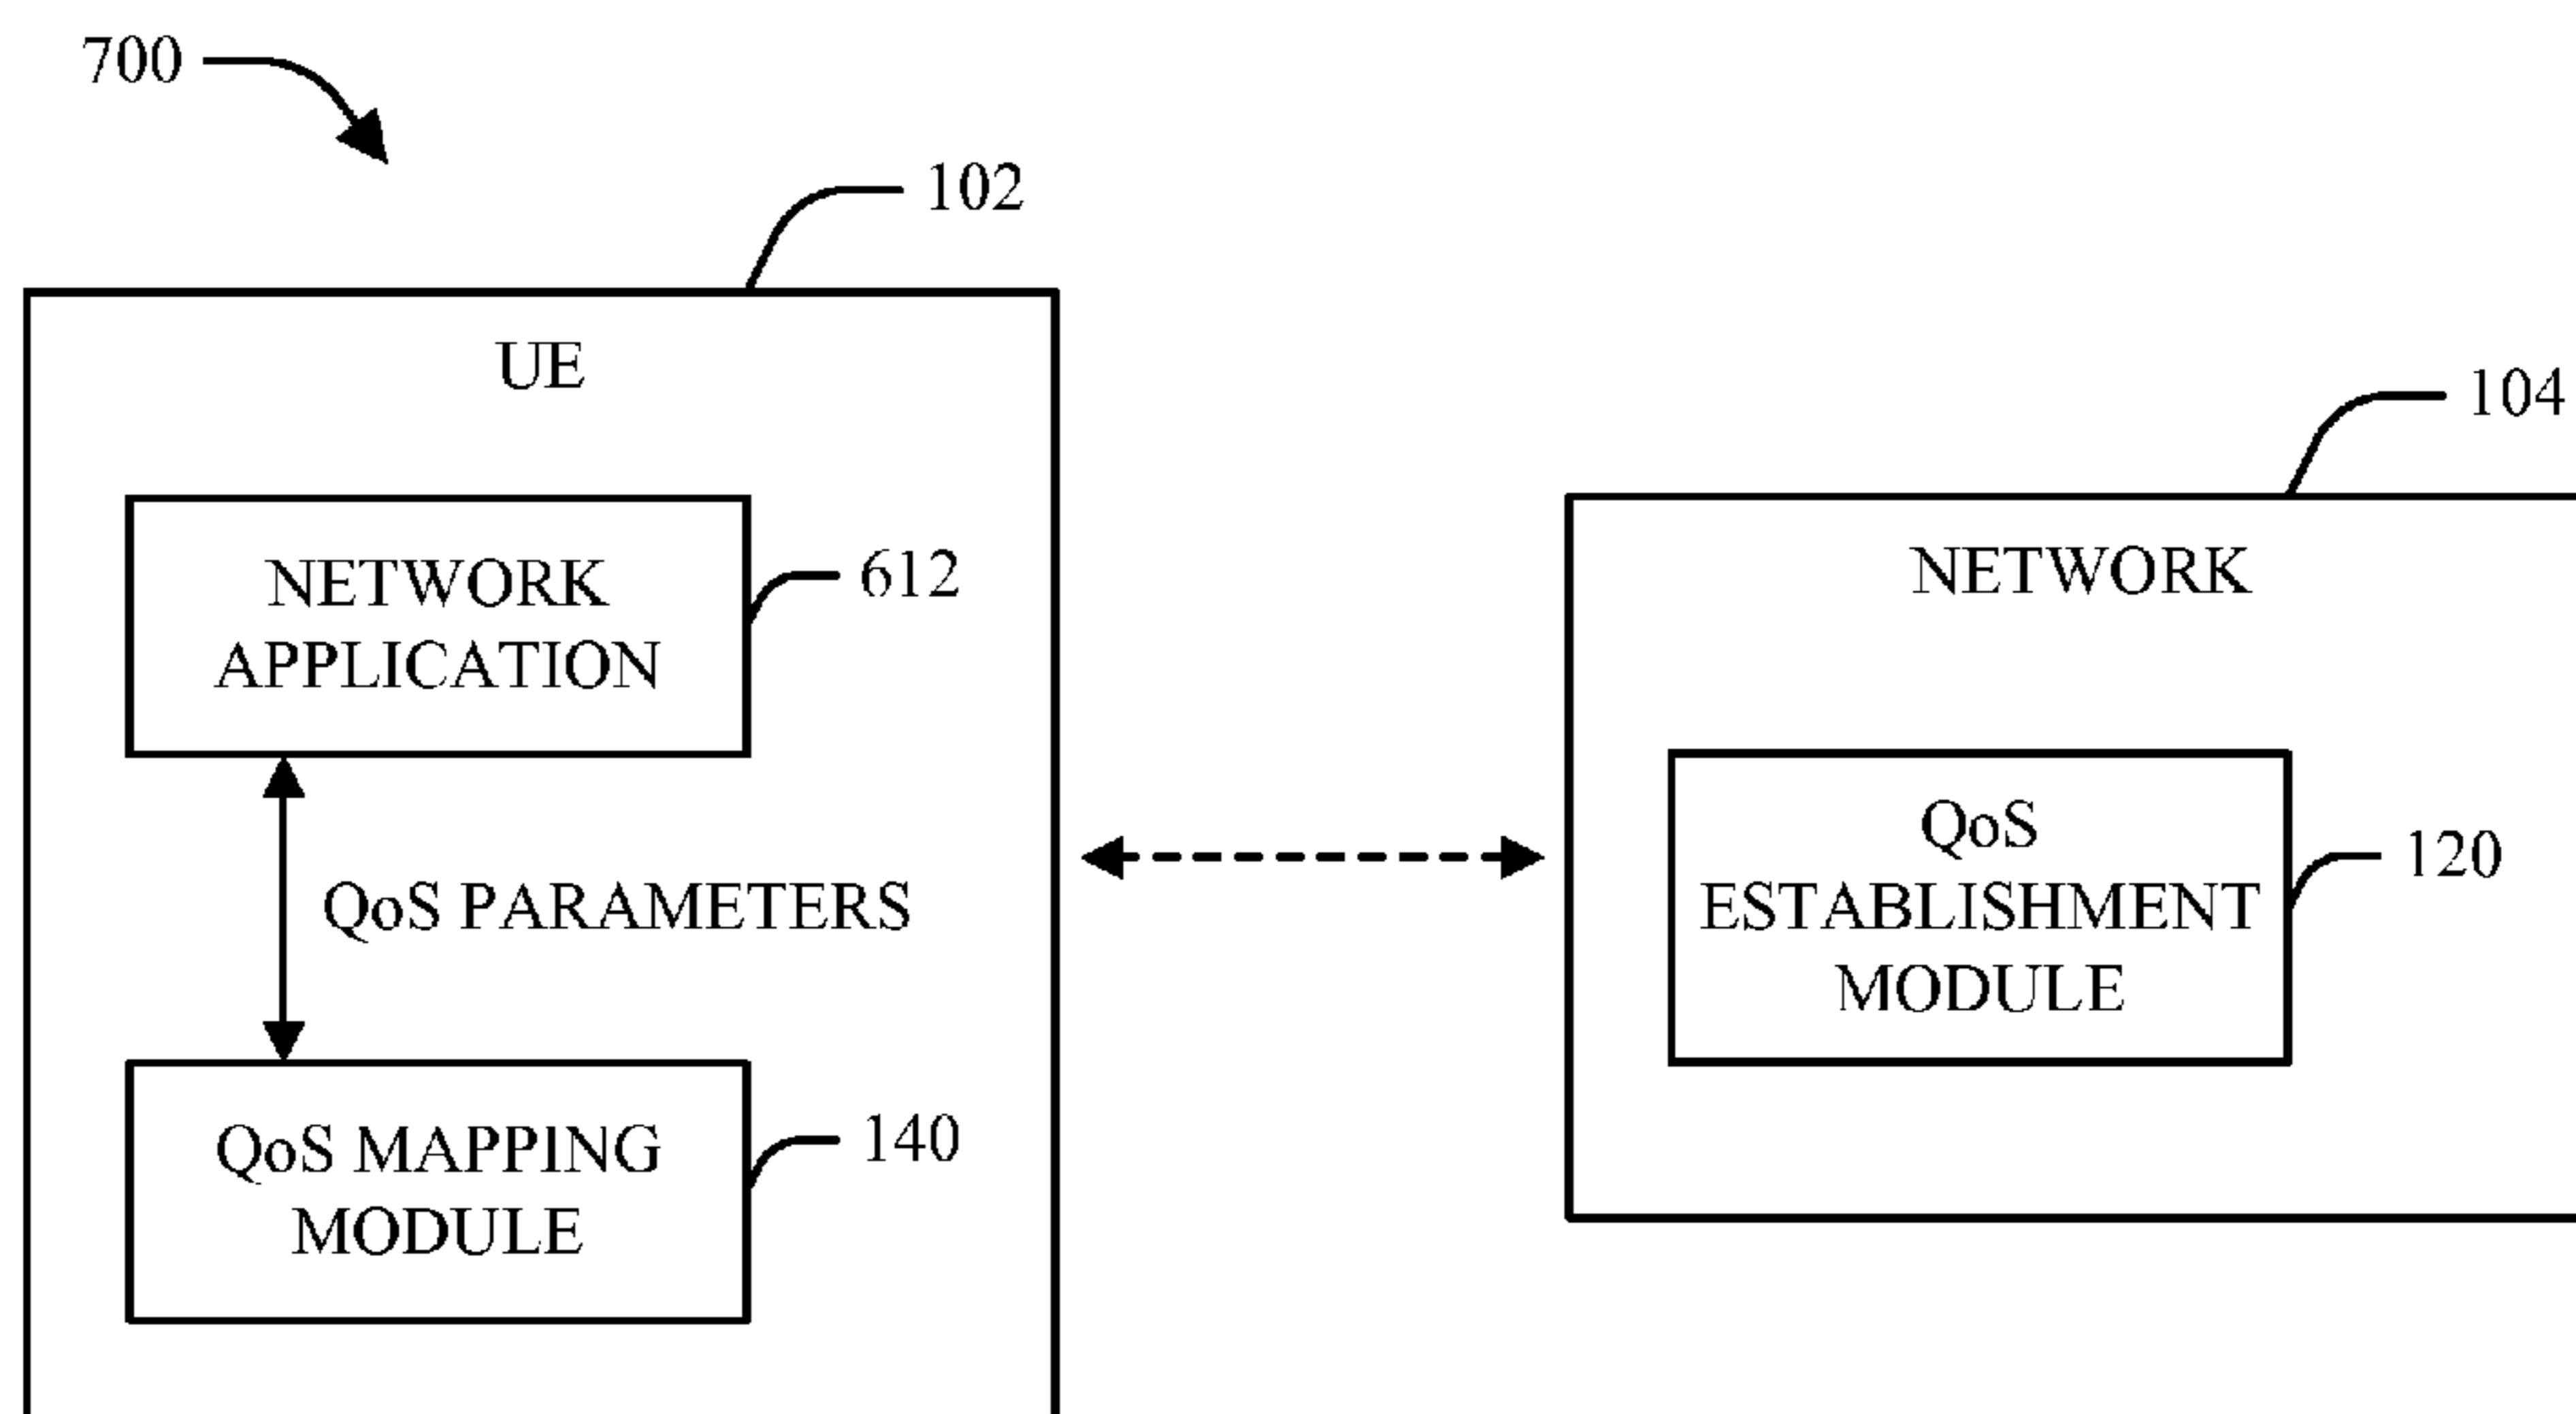 700
102
UE
104
NETWORK
APPLICATION
612
NETWORK
QoS PARAMETERS
QoS
ESTABLISHMENT
MODULE
120
QoS MAPPING
MODULE
140